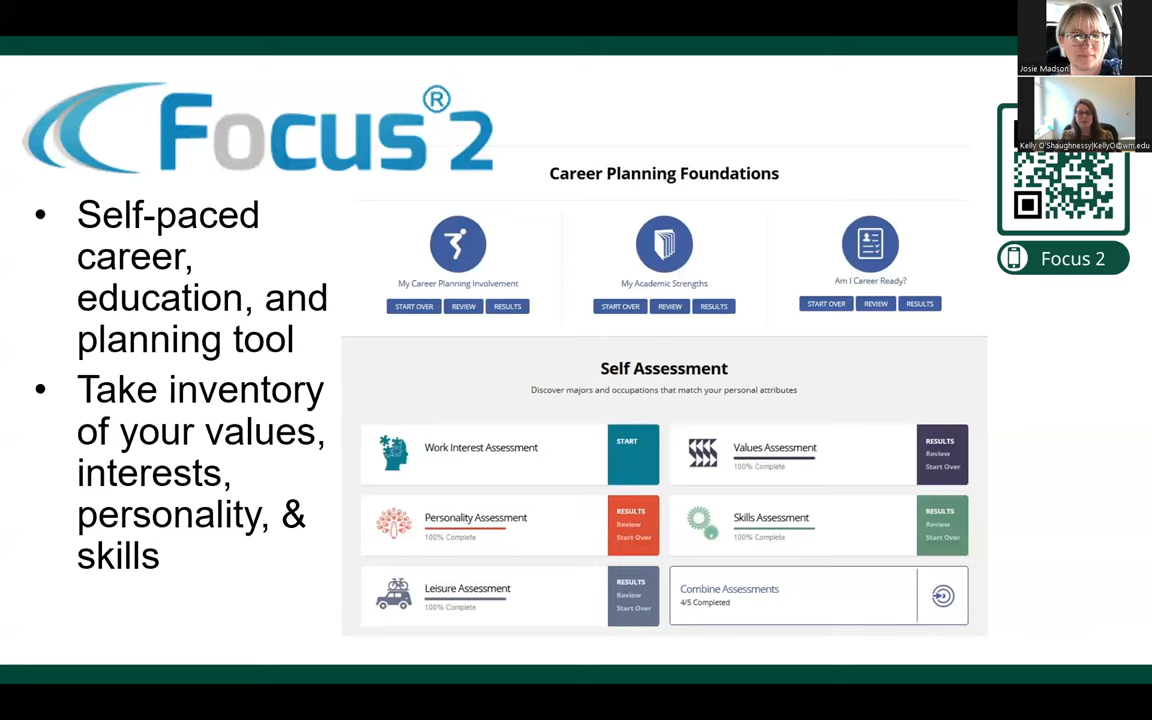 Josie Madson
Kelly O'Shaughnessy|KellyO@wm.edu
Focus® 2
Focus 2
• Self-paced
career,
education, and
planning tool
• Take inventory
of your values,
interests,
personality, &
skills
Career Planning Foundations
My Career Planning Involvement
START OVER REVIEW RESULTS
My Academic Strengths
START OVER REVIEW RESULTS
Am I Career Ready?
START OVER REVIEW RESULTS
Self Assessment
Discover majors and occupations that match your personal attributes
Work Interest Assessment
START
Values Assessment
100% Complete
RESULTS
Review
Start Over
Personality Assessment
100% Complete
RESULTS
Review
Start Over
Skills Assessment
100% Complete
RESULTS
Review
Start Over
Leisure Assessment
100% Complete
RESULTS
Review
Start Over
Combine Assessments
4/5 Completed